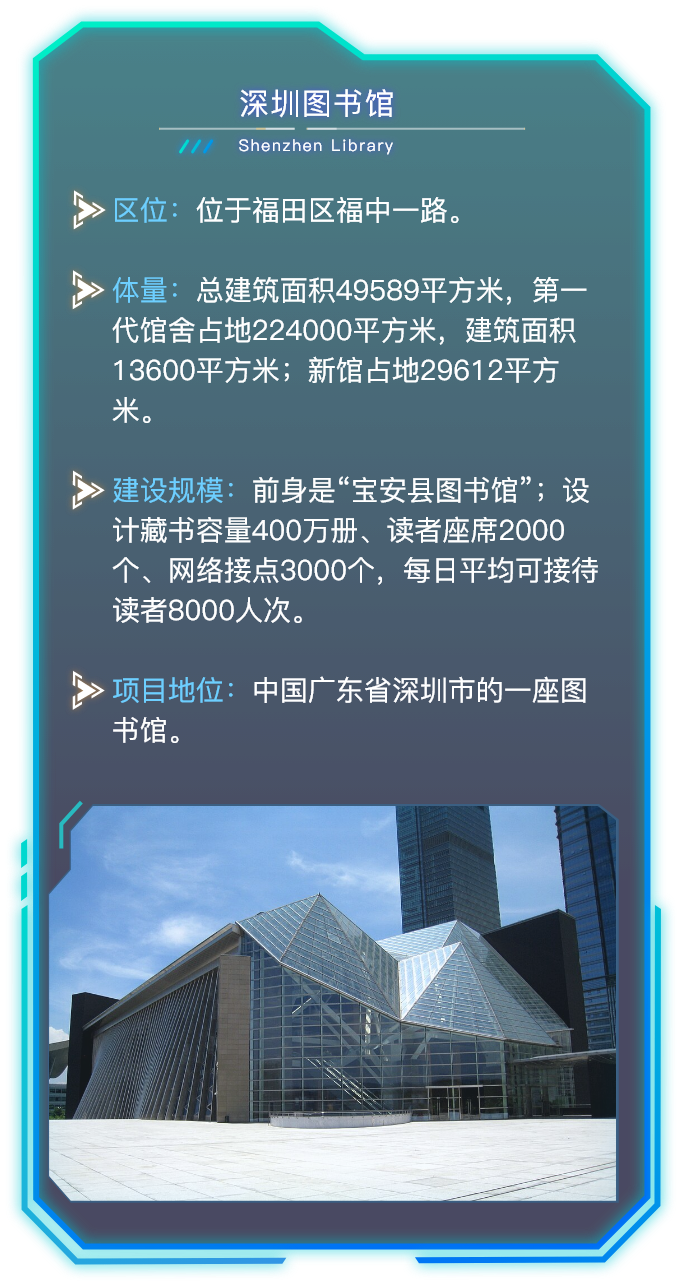 深圳图书馆
Shenzhen Library
区位：位于福田区福中一路。
体量：总建筑面积49589平方米，第一
代馆舍占地224000平方米，建筑面积
13600平方米；新馆占地29612平方
米。
建设规模：前身是“宝安县图书馆”；设
计藏书容量400万册、读者座席2000
个、网络接点3000个，每日平均可接待
读者8000人次。
项目地位：中国广东省深圳市的一座图
书馆。